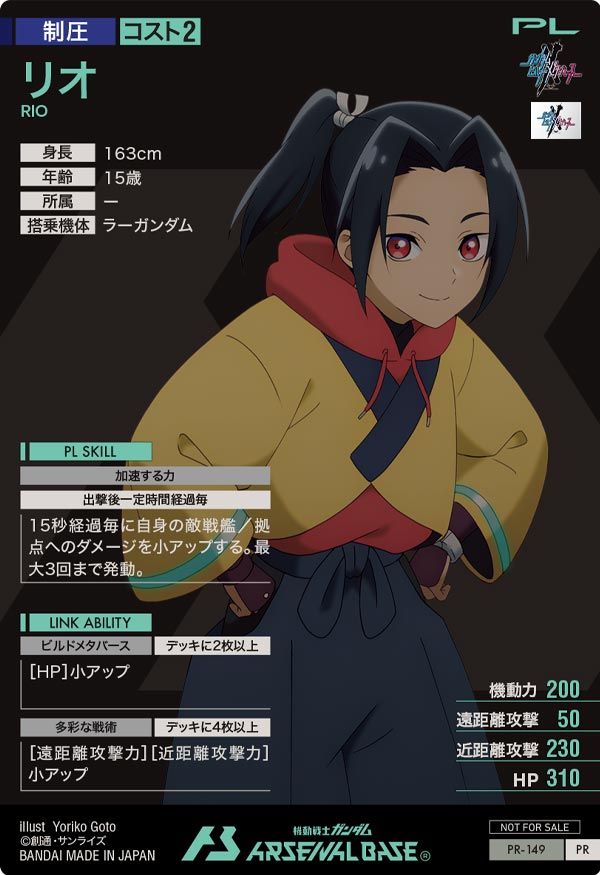 制圧 コスト2 PL
リオ
RIO
身長 163cm
年齢 15歳
所属 ー
搭乗機体 ラーガンダム
PL SKILL
加速する力
出撃後一定時間経過毎
15秒経過毎に自身の敵戦艦／拠
点へのダメージを小アップする。最
大3回まで発動。
LINK ABILITY
ビルドメタバース デッキに2枚以上
[HP]小アップ
多彩な戦術 デッキに4枚以上
[遠距離攻撃力][近距離攻撃力]
小アップ
機動力 200
遠距離攻撃 50
近距離攻撃 230
HP 310
illust Yoriko Goto
©創通・サンライズ
BANDAI MADE IN JAPAN
機動戦士ガンダム
ARSENAL BASE®
NOT FOR SALE
PR-149 PR